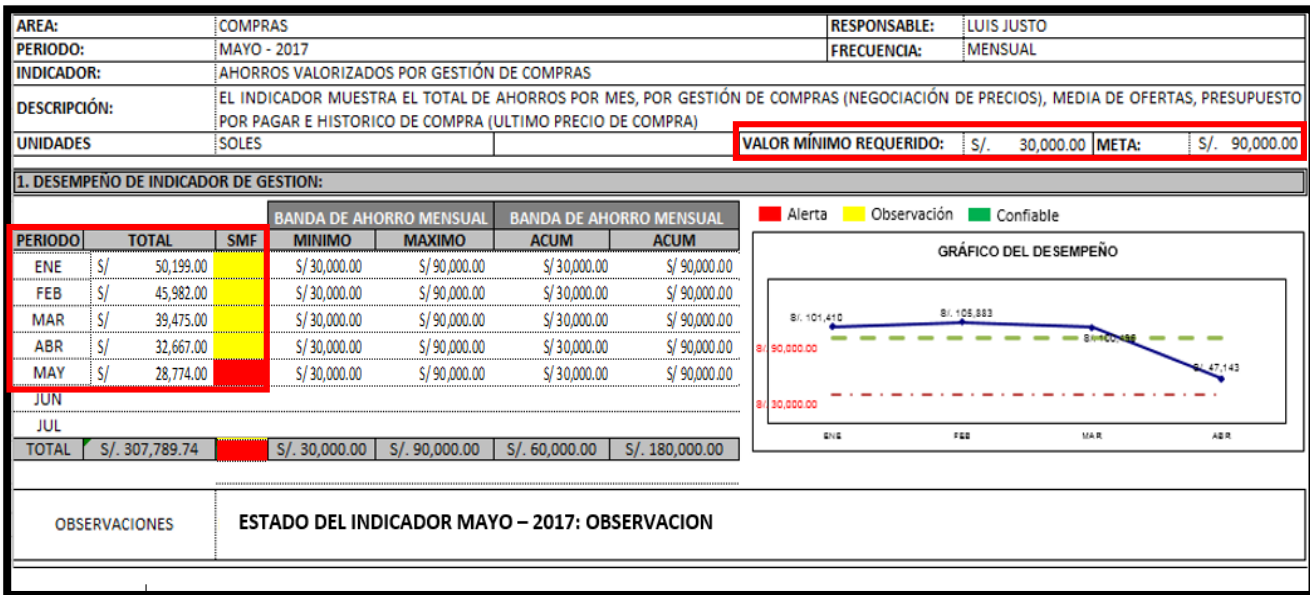 AREA: COMPRAS RESPONSABLE: LUIS JUSTO
PERIODO: MAYO - 2017 FRECUENCIA: MENSUAL
INDICADOR: AHORROS VALORIZADOS POR GESTIÓN DE COMPRAS
DESCRIPCIÓN: EL INDICADOR MUESTRA EL TOTAL DE AHORROS POR MES, POR GESTIÓN DE COMPRAS (NEGOCIACIÓN DE PRECIOS), MEDIA DE OFERTAS, PRESUPUESTO
POR PAGAR E HISTORICO DE COMPRA (ULTIMO PRECIO DE COMPRA)
UNIDADES SOLES VALOR MÍNIMO REQUERIDO: S/. 30,000.00 META: S/. 90,000.00
1. DESEMPEÑO DE INDICADOR DE GESTION:
BANDA DE AHORRO MENSUAL BANDA DE AHORRO MENSUAL
PERIODO TOTAL SMF MINIMO MAXIMO ACUM ACUM
ENE S/ 50,199.00 S/ 30,000.00 S/ 90,000.00 S/ 30,000.00 S/ 90,000.00
FEB S/ 45,982.00 S/ 30,000.00 S/ 90,000.00 S/ 30,000.00 S/ 90,000.00
MAR S/ 39,475.00 S/ 30,000.00 S/ 90,000.00 S/ 30,000.00 S/ 90,000.00
ABR S/ 32,667.00 S/ 30,000.00 S/ 90,000.00 S/ 30,000.00 S/ 90,000.00
MAY S/ 28,774.00 S/ 30,000.00 S/ 90,000.00 S/ 30,000.00 S/ 90,000.00
JUN
JUL
TOTAL S/. 307,789.74 S/. 30,000.00 S/. 90,000.00 S/. 60,000.00 S/. 180,000.00
Alerta Observación Confiable
GRÁFICO DEL DESEMPEÑO
S/. 101,410 S/. 105,883
S/. 90,000.00
S/. 47,143
S/. 30,000.00
ENE FEB MAR ABR
OBSERVACIONES ESTADO DEL INDICADOR MAYO – 2017: OBSERVACION